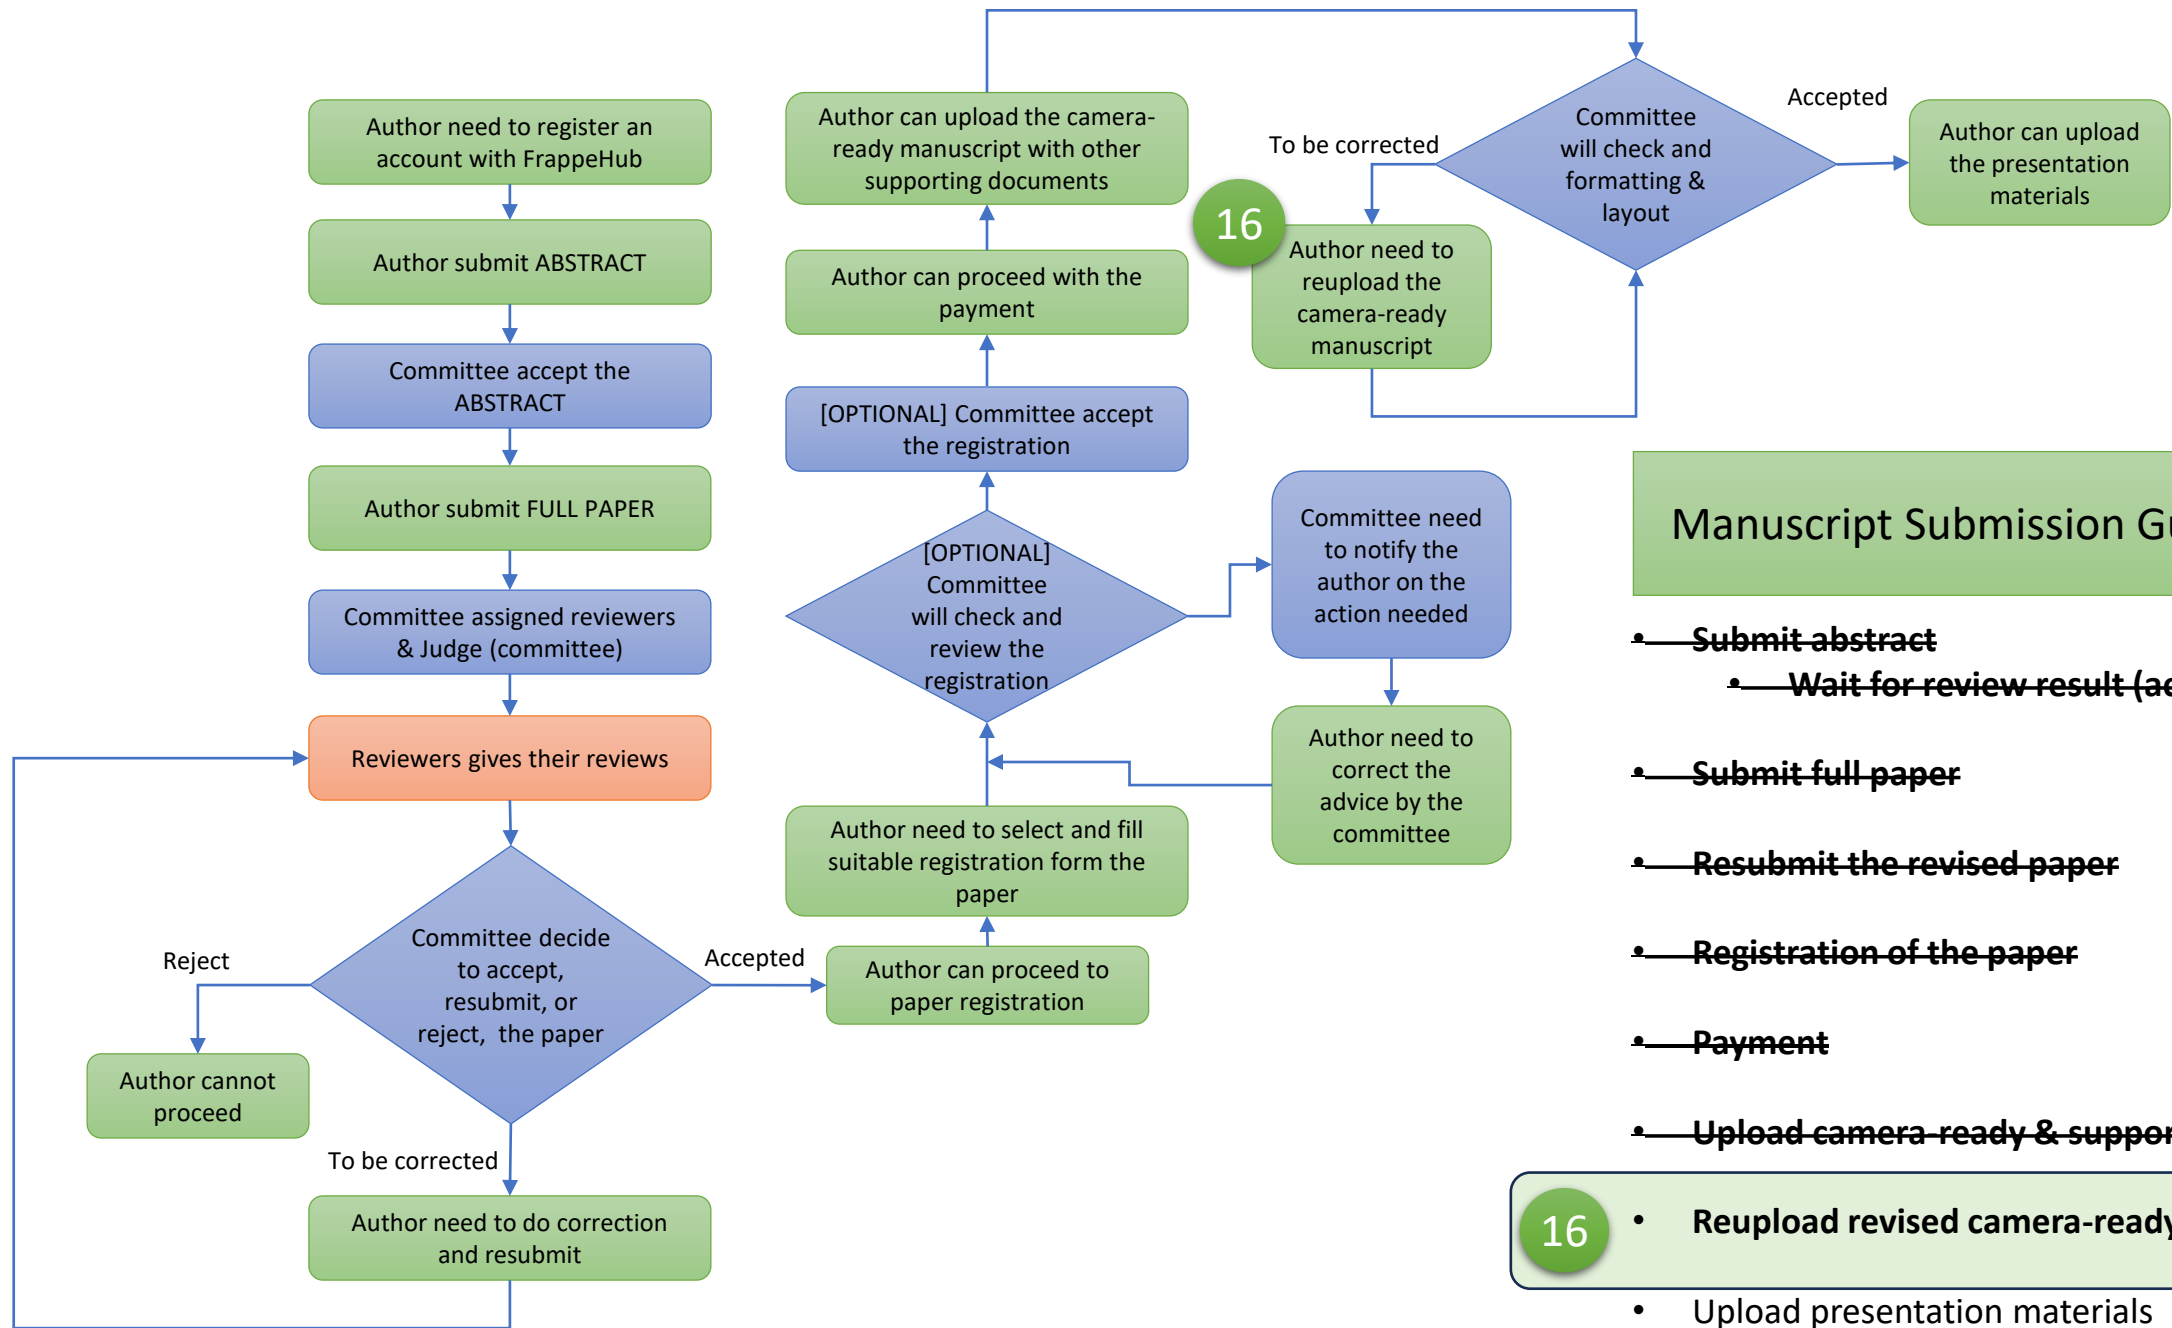 Author need to register an
account with FrappeHub
Author submit ABSTRACT
Committee accept the
ABSTRACT
Author submit FULL PAPER
Committee assigned reviewers
& Judge (committee)
Reviewers gives their reviews
Committee decide
to accept,
resubmit, or
reject, the paper
Reject
Author cannot
proceed
To be corrected
Author need to do correction
and resubmit
Accepted
Author can proceed to
paper registration
Author need to select and fill
suitable registration form the
paper
[OPTIONAL]
Committee
will check and
review the
registration
Committee need
to notify the
author on the
action needed
Author need to
correct the
advice by the
committee
[OPTIONAL] Committee accept
the registration
Author can proceed with the
payment
Author can upload the camera-
ready manuscript with other
supporting documents
Committee
will check and
formatting &
layout
To be corrected
16
Author need to
reupload the
camera-ready
manuscript
Accepted
Author can upload
the presentation
materials
Manuscript Submission
• Submit abstract
• Wait for review result
• Submit full paper
• Resubmit the revised paper
• Registration of the paper
• Payment
• Upload camera-ready &
16
• Reupload revised camera-ready
• Upload presentation materials